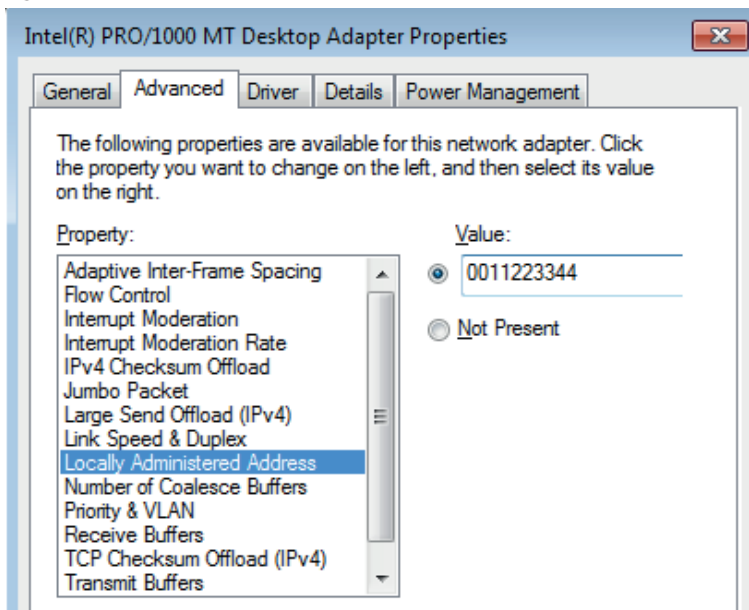 Intel(R) PRO/1000 MT Desktop Adapter Properties
General Advanced Driver Details Power Management
The following properties are available for this network adapter. Click
the property you want to change on the left, and then select its value
on the right.
Property:
Value:
Adaptive Inter-Frame Spacing
Flow Control
Interrupt Moderation
Interrupt Moderation Rate
IPv4 Checksum Offload
Jumbo Packet
Large Send Offload (IPv4)
Link Speed & Duplex
Locally Administered Address
Number of Coalesce Buffers
Priority & VLAN
Receive Buffers
TCP Checksum Offload (IPv4)
Transmit Buffers
0011223344
Not Present